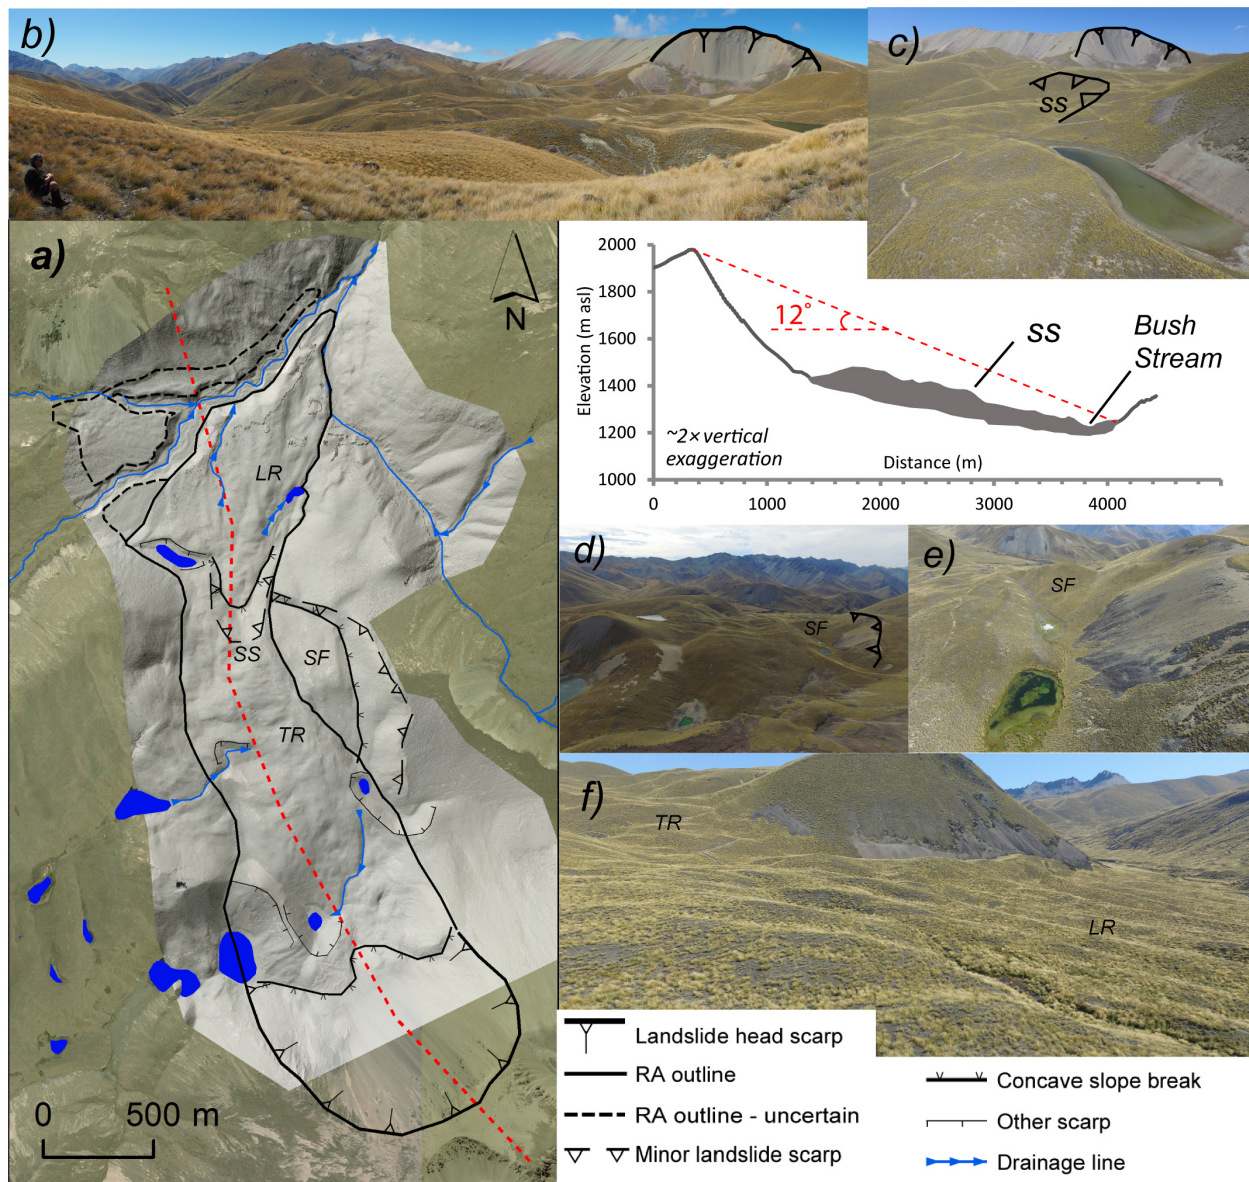 b)
c)
SS
a)
N
LR
SS
SF
TR
0 500 m
2000
1800
1600
1400
1200
1000
Elevation (m asl)
12°
SS
Bush
Stream
~2× vertical
exaggeration
Distance (m)
0 1000 2000 3000 4000
d)
SF
e)
SF
f)
TR
LR
Landslide head scarp
RA outline
RA outline - uncertain
Minor landslide scarp
Concave slope break
Other scarp
Drainage line